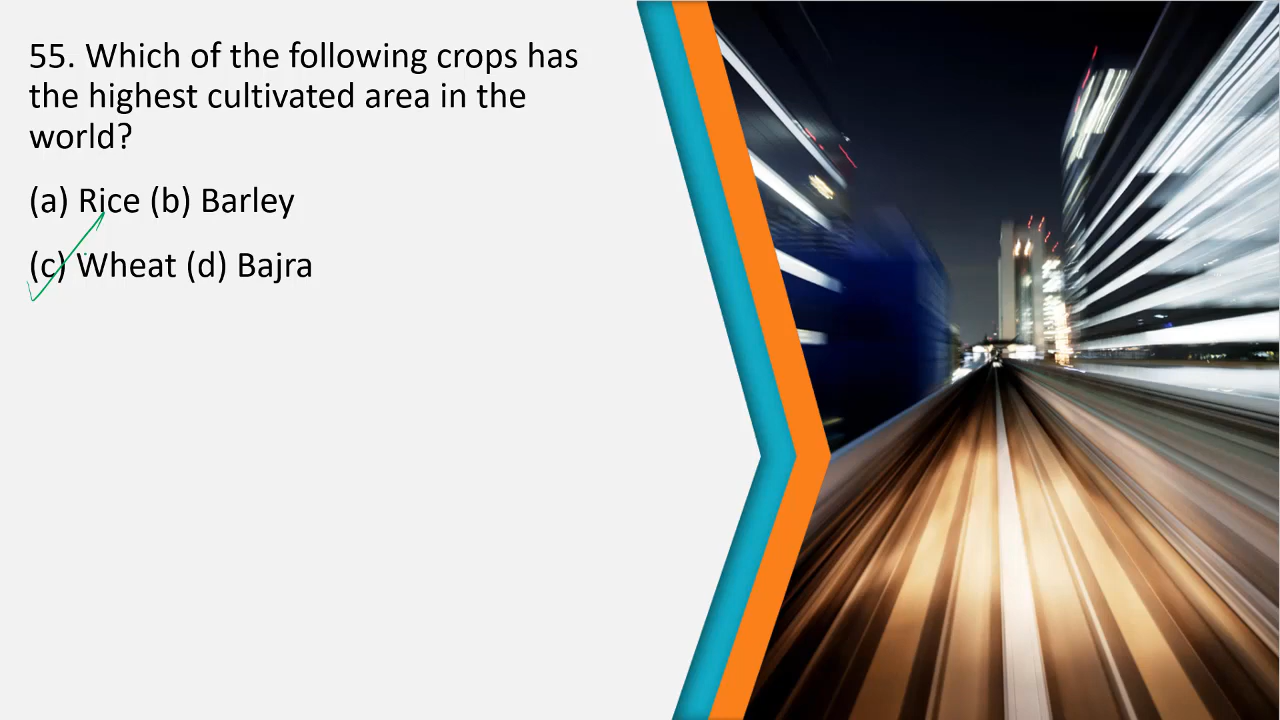 55. Which of the following crops has
the highest cultivated area in the
world?
(a) Rice (b) Barley
(c) Wheat (d) Bajra